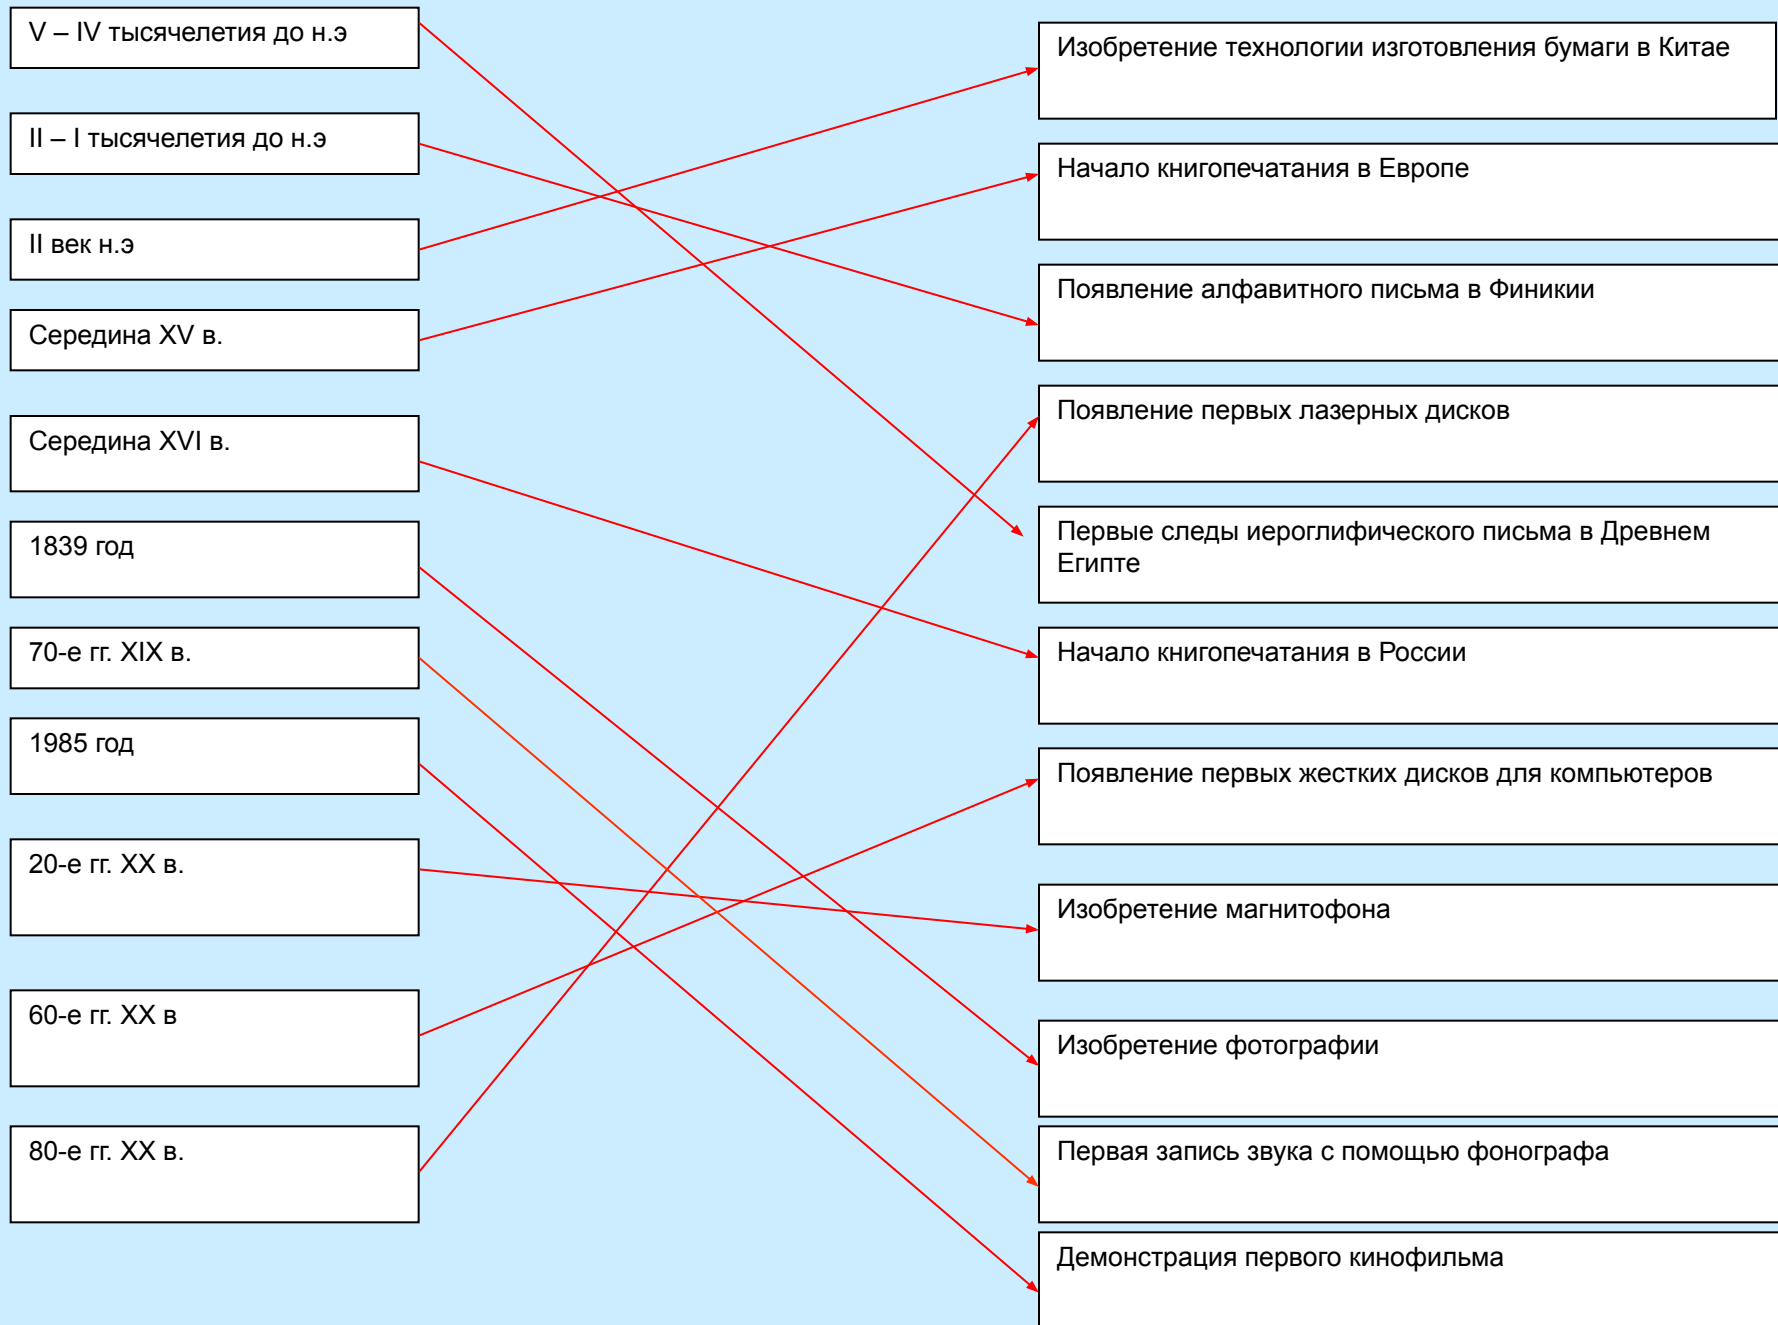 V – IV тысячелетия до н.э
II – I тысячелетия до н.э
II век н.э
Середина XV в.
Середина XVI в.
1839 год
70-е гг. XIX в.
1985 год
20-е гг. XX в.
60-е гг. XX в
80-е гг. XX в.
Изобретение технологии изготовления бумаги в Китае
Начало книгопечатания в Европе
Появление алфавитного письма в Финикии
Появление первых лазерных дисков
Первые следы иероглифического письма в Древнем
Египте
Начало книгопечатания в России
Появление первых жестких дисков для компьютеров
Изобретение магнитофона
Изобретение фотографии
Первая запись звука с помощью фонографа
Демонстрация первого кинофильма